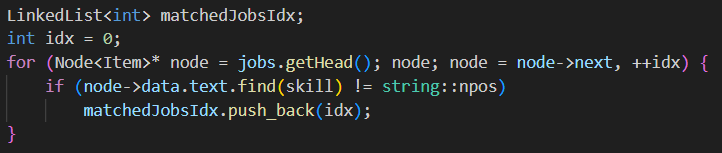 LinkedList<int> matchedJobsIdx;
int idx = 0;
for (Node<Item>* node = jobs.getHead(); node; node = node->next, ++idx) {
    if (node->data.text.find(skill) != string::npos)
        matchedJobsIdx.push_back(idx);
}